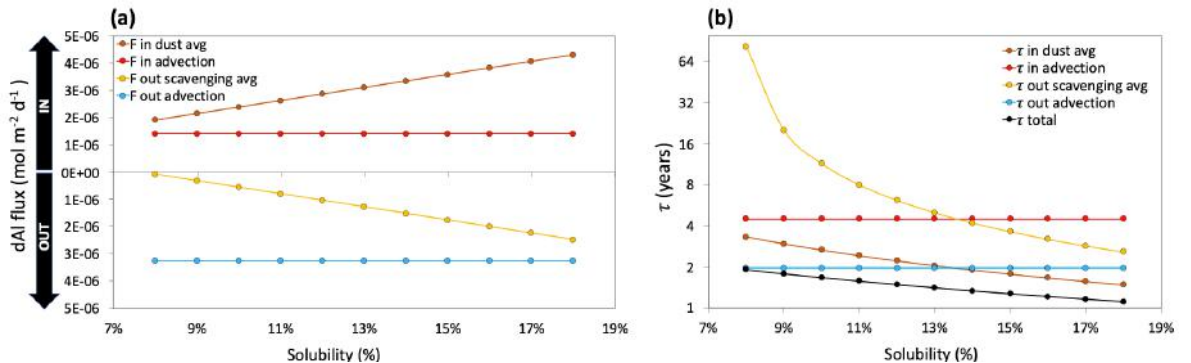 (a)
5E-06
4E-06
3E-06
2E-06
1E-06
0E+00
1E-06
2E-06
3E-06
4E-06
5E-06
dAl flux (mol m⁻² d⁻¹)
IN
OUT
F in dust avg
F in advection
F out scavenging avg
F out advection
7% 9% 11% 13% 15% 17% 19%
Solubility (%)
(b)
64
32
16
8
4
2
1
τ (years)
τ in dust avg
τ in advection
τ out scavenging avg
τ out advection
τ total
7% 9% 11% 13% 15% 17% 19%
Solubility (%)